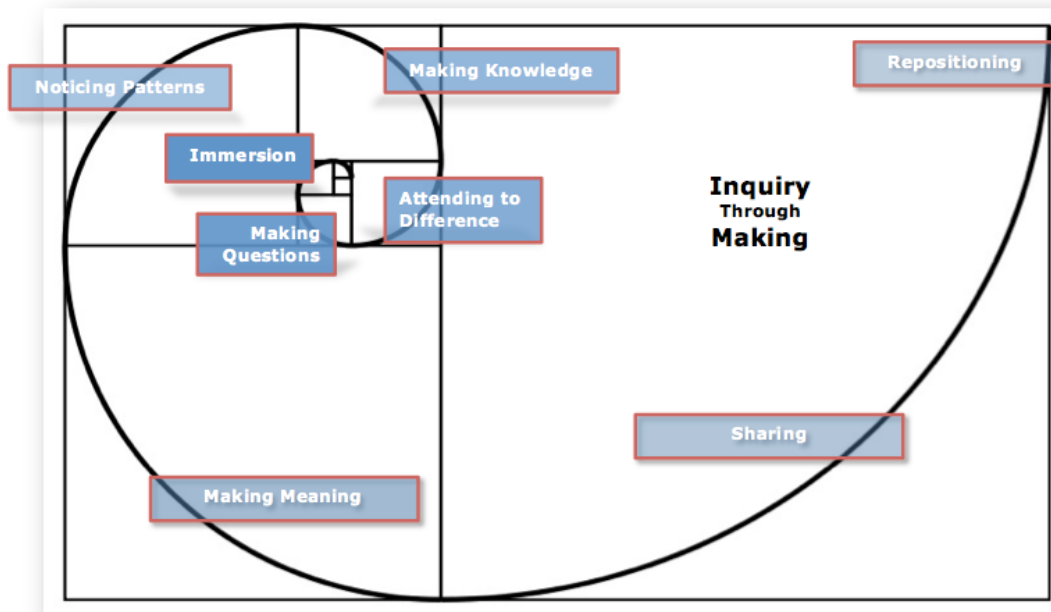 Making Knowledge
Repositioning
Noticing Patterns
Immersion
Attending to
Difference
Inquiry
Through
Making
Making
Questions
Sharing
Making Meaning